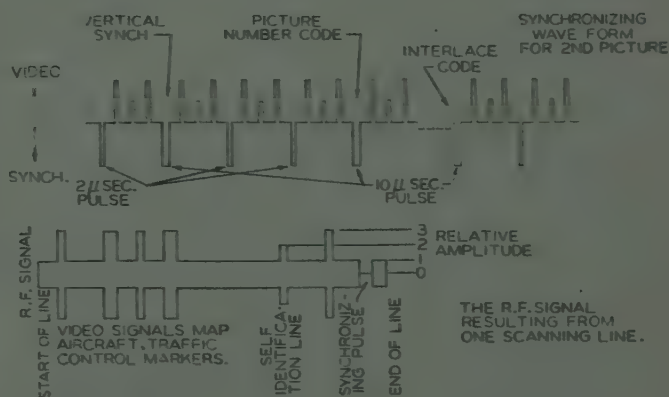 VERTICAL
SYNCH
PICTURE
NUMBER CODE
INTERLACE
CODE
SYNCHRONIZING
WAVE FORM
FOR 2ND PICTURE
VIDEO
SYNCH.
2 μ SEC.
PULSE
10 μ SEC.
PULSE
R.F. SIGNAL
START OF LINE
VIDEO SIGNALS MAP
AIRCRAFT, TRAFFIC
CONTROL MARKERS.
SELF
IDENTIFICA-
TION LINE
SYNCHRONIZ-
ING PULSE
END OF LINE
3
2
1
0
RELATIVE
AMPLITUDE
THE R.F. SIGNAL
RESULTING FROM
ONE SCANNING LINE.